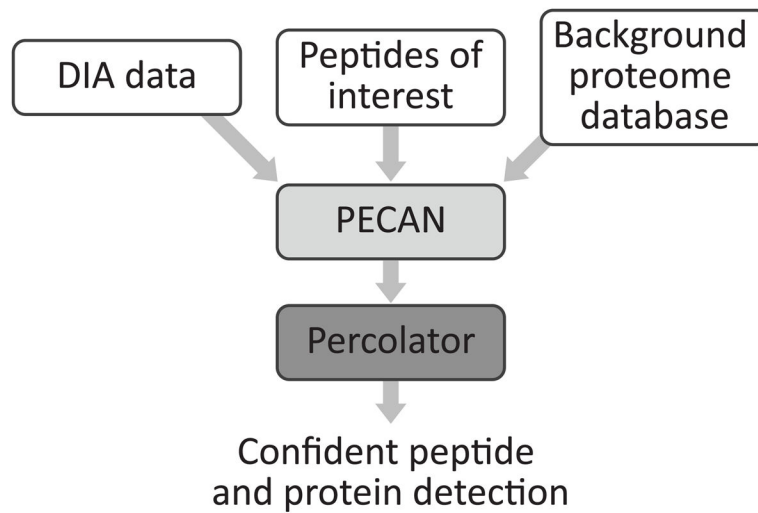 DIA data
Peptides of
interest
Background
proteome
database
PECAN
Percolator
Confident peptide
and protein detection